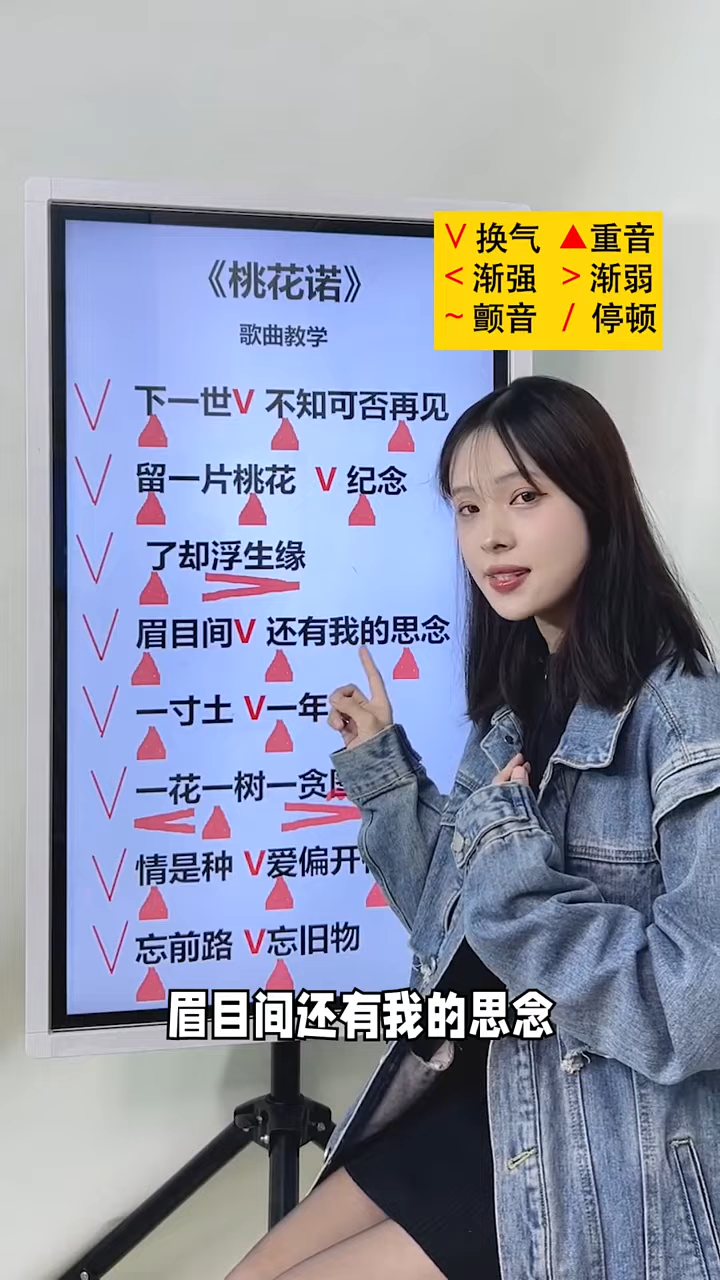 V 换气 ▲重音
< 渐强 > 渐弱
~ 颤音 / 停顿
《桃花诺》
歌曲教学
V 下一世V 不知可否再见
V 留一片桃花 V 纪念
V 了却浮生缘
V 眉目间V 还有我的思念
V 一寸土 V一年
V 一花一树一贪
V 情是种 V爱偏开
V 忘前路 V忘旧物
眉目间还有我的思念